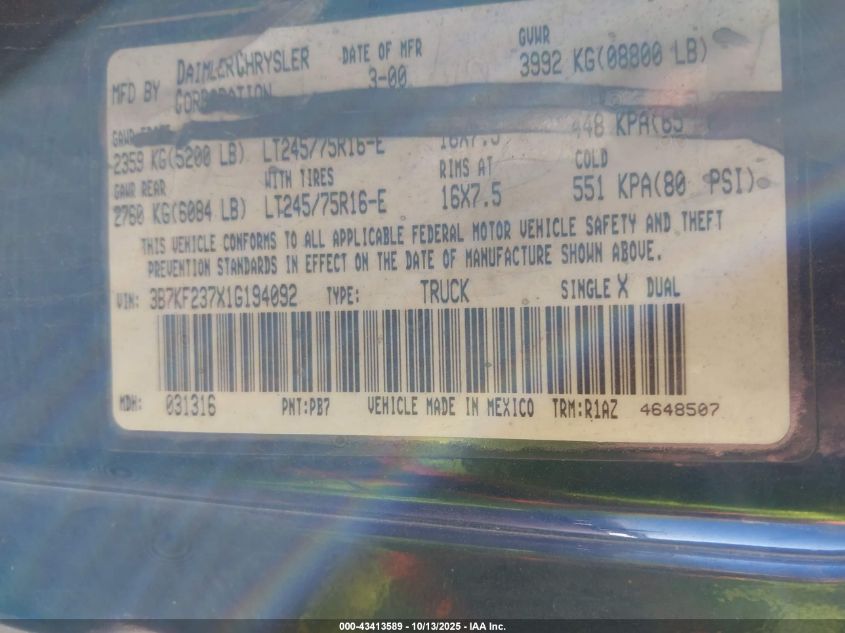 MFD BY DAIMLERCHRYSLER CORPORATION DATE OF MFR 3-00 GVWR 3992 KG(08800 LB)
GAWR
2359 KG(5200 LB) LT245/75R16-E 16X7.5 448 KPA(65
GAWR REAR WITH TIRES RIMS AT COLD
2760 KG(6084 LB) LT245/75R16-E 16X7.5 551 KPA(80 PSI)
THIS VEHICLE CONFORMS TO ALL APPLICABLE FEDERAL MOTOR VEHICLE SAFETY AND THEFT
PREVENTION STANDARDS IN EFFECT ON THE DATE OF MANUFACTURE SHOWN ABOVE.
VIN: 3B7KF237X1G194092 TYPE: TRUCK SINGLE X DUAL
MDH: 031316 PNT:PB7 VEHICLE MADE IN MEXICO TRM:R1AZ 4648507
000-43413589 - 10/13/2025 - IAA Inc.